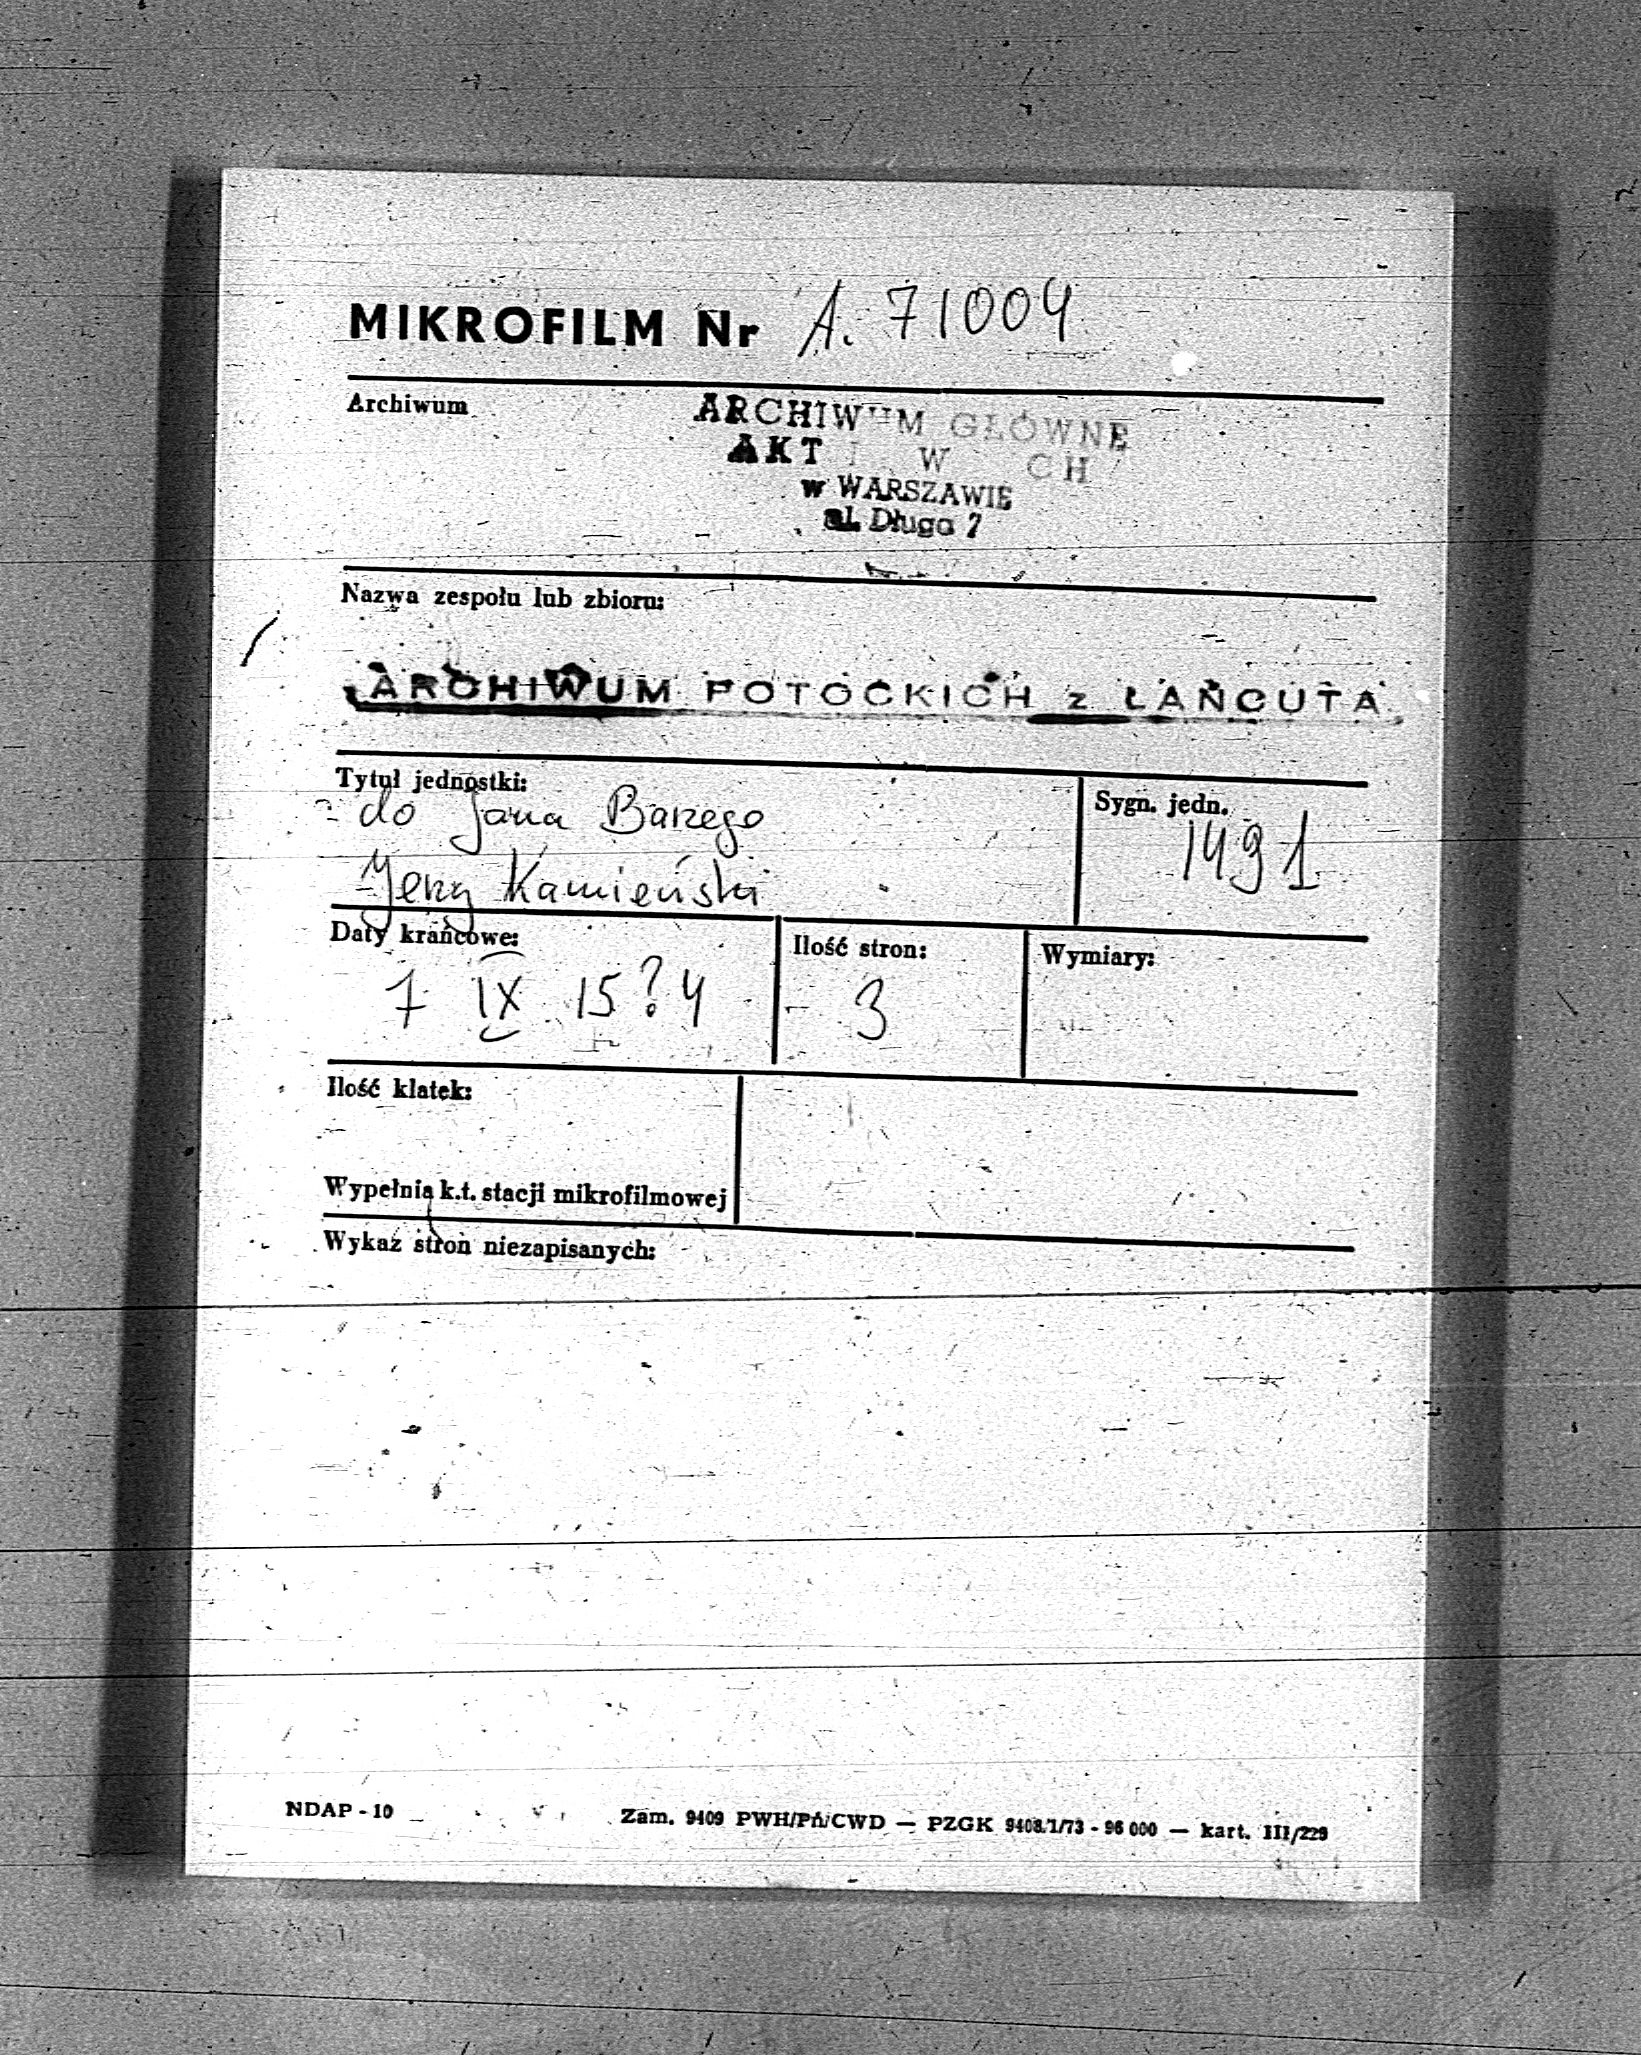 MIKROFILM Nr A. 71004
Archiwum
ARCHIWUM GŁÓWNE
AKT W CH
w WARSZAWIE
ul. Długa 7
Nazwa zespołu lub zbioru:
ARCHIWUM POTOCKICH z ŁAŃCUTA
Tytuł jednostki:
do Jana Barzego
Jerzy Kamieński
Sygn. jedn.
1491
Daty krańcowe:
7 IX 15?4
Ilość stron:
3
Wymiary:
Ilość klatek:
Wypełnia k.t. stacji mikrofilmowej
Wykaz stron niezapisanych:
NDAP - 10
Zam. 9409 PWH/Pń/CWD — PZGK 9408/1/73 - 96 000 — kart. III/229